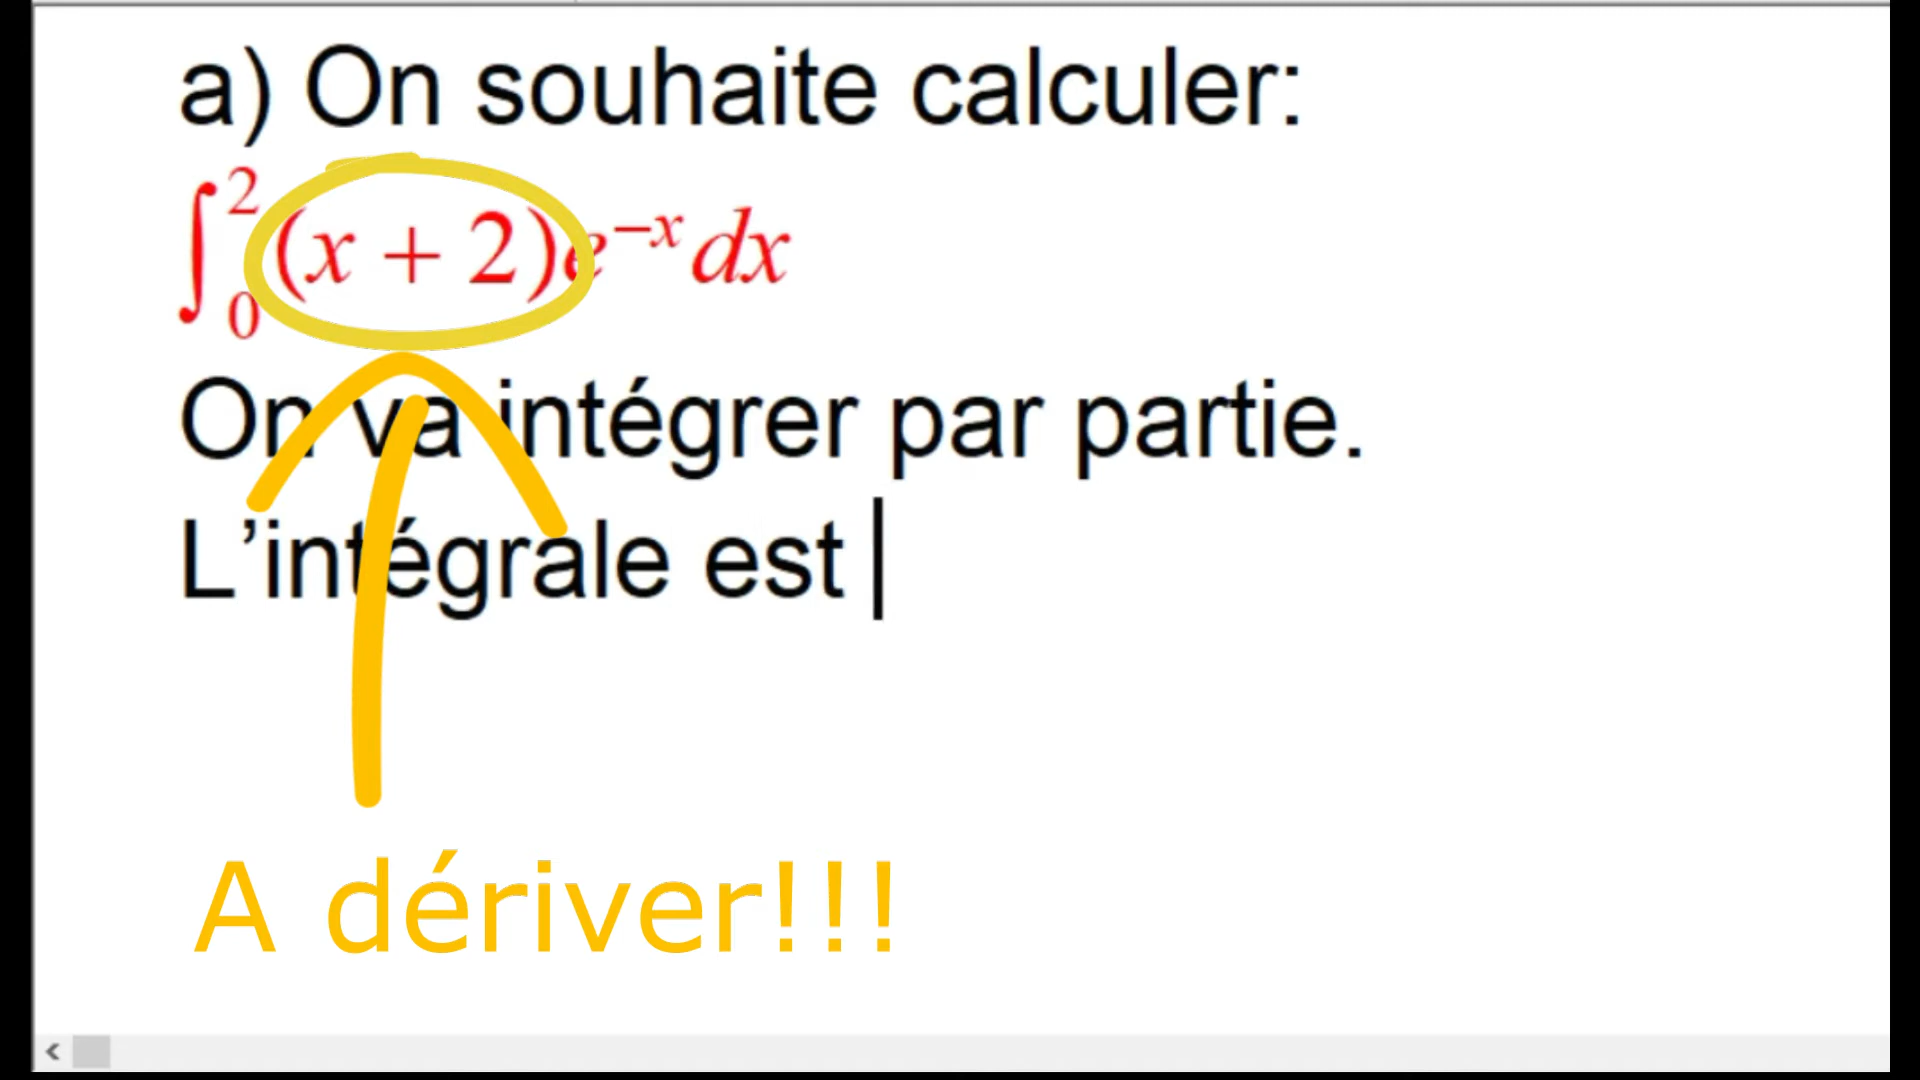 a) On souhaite calculer:
∫₀² (x + 2)e⁻ˣ dx
On va intégrer par partie.
L’intégrale est
A dériver!!!